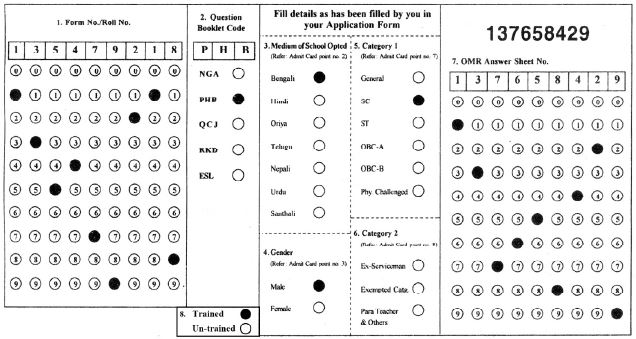 1. Form No./Roll No.
1 3 5 4 7 9 2 1 8
0 0 0 0 0 0 0 0 0
1 1 1 1 1 1 1
2 2 2 2 2 2 2 2
3 3 3 3 3 3 3 3
4 4 4 4 4 4 4 4
5 5 5 5 5 5 5 5
6 6 6 6 6 6 6 6 6
7 7 7 7 7 7 7 7
8 8 8 8 8 8 8 8
9 9 9 9 9 9 9 9
2. Question
Booklet Code
P H B
NGA
PHB
QCJ
RKD
ESL
8. Trained
Un-trained
Fill details as has been filled by you in
your Application Form
3. Medium of School Opted
(Refer: Admit Card point no. 2)
Bengali
Hindi
Oriya
Telugu
Nepali
Urdu
Santhali
4. Gender
(Refer: Admit Card point no. 3)
Male
Female
5. Category 1
(Refer: Admit Card point no. 7)
General
SC
ST
OBC-A
OBC-B
Phy. Challenged
6. Category 2
(Refer: Admit Card point no. 8)
Ex-Serviceman
Exempted Catg.
Para Teacher
& Others
137658429
7. OMR Answer Sheet No.
1 3 7 6 5 8 4 2 9
0 0 0 0 0 0 0 0 0
1 1 1 1 1 1 1 1
2 2 2 2 2 2 2 2
3 3 3 3 3 3 3 3
4 4 4 4 4 4 4 4
5 5 5 5 5 5 5 5
6 6 6 6 6 6 6 6
7 7 7 7 7 7 7 7
8 8 8 8 8 8 8 8
9 9 9 9 9 9 9 9